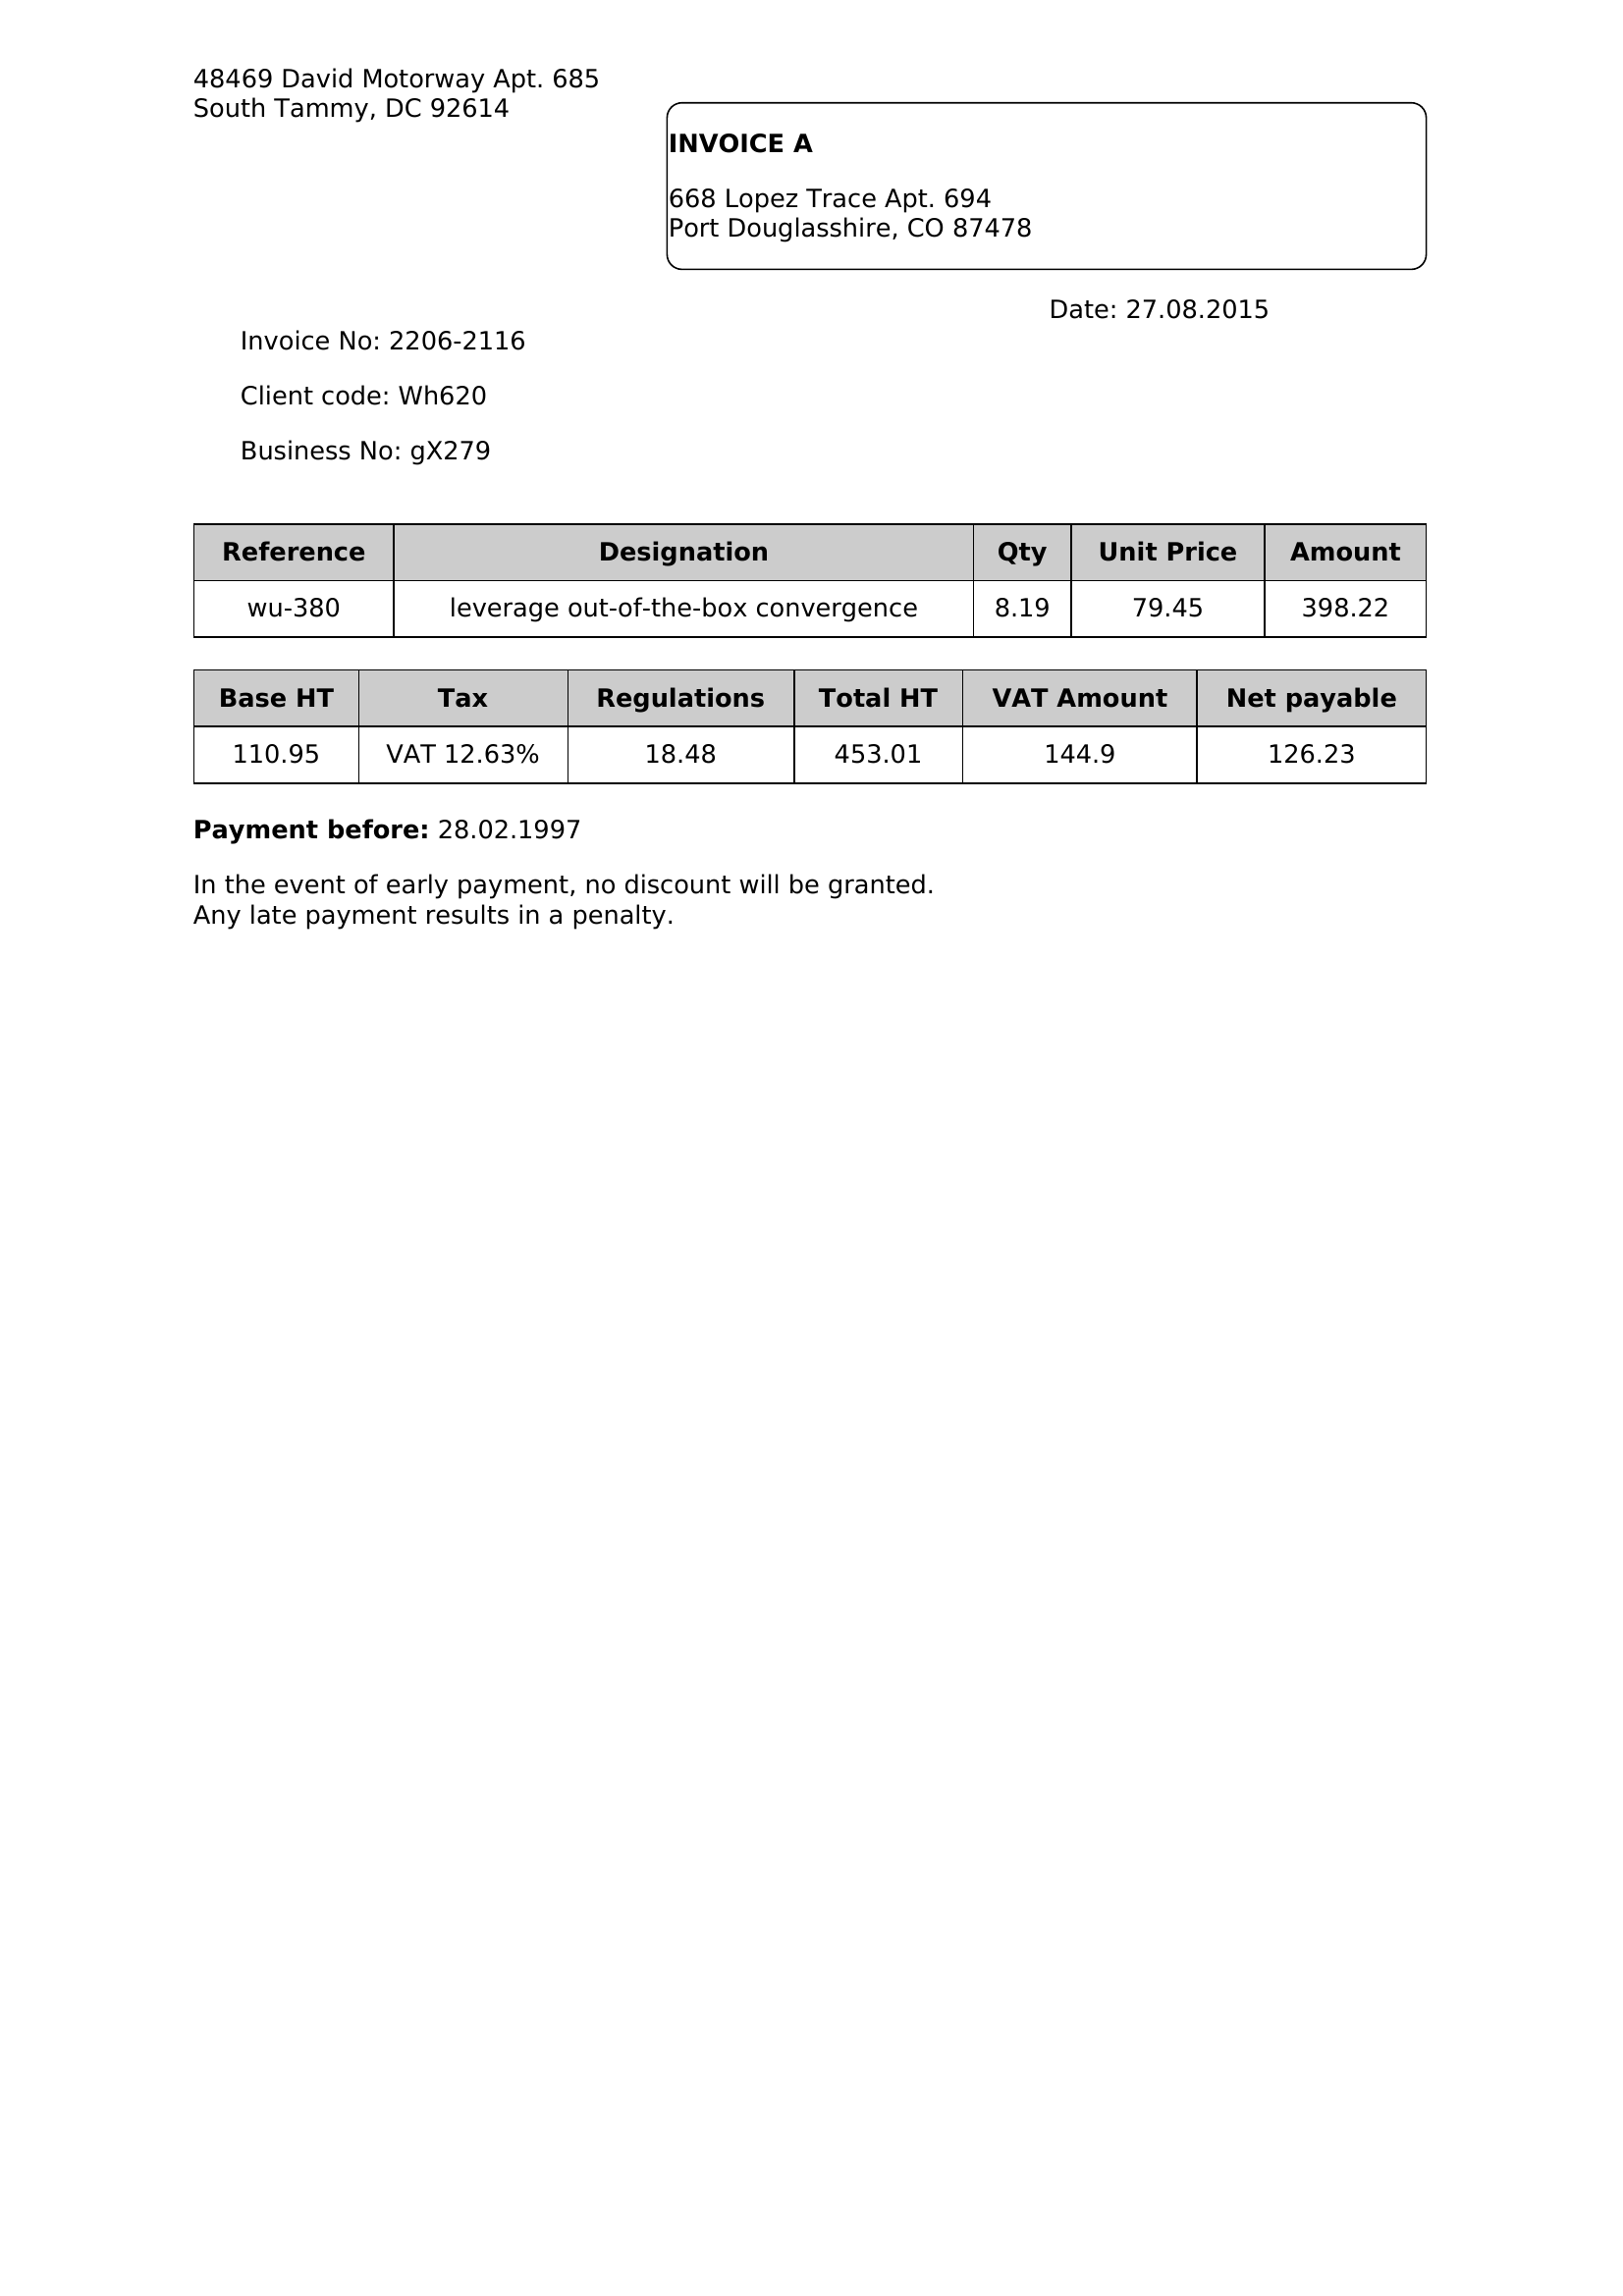 48469 David Motorway Apt. 685
South Tammy, DC 92614
INVOICE A
668 Lopez Trace Apt. 694
Port Douglasshire, CO 87478
Date: 27.08.2015
Invoice No: 2206-2116
Client code: Wh620
Business No: gX279
Reference Designation Qty Unit Price Amount
wu-380 leverage out-of-the-box convergence 8.19 79.45 398.22
Base HT Tax Regulations Total HT VAT Amount Net payable
110.95 VAT 12.63% 18.48 453.01 144.9 126.23
Payment before: 28.02.1997
In the event of early payment, no discount will be granted.
Any late payment results in a penalty.